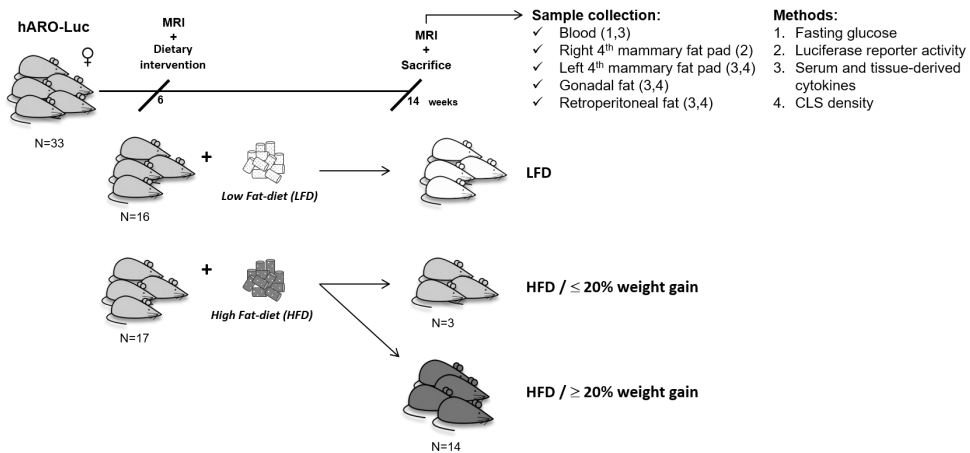 hARO-Luc
♀
N=33
MRI
+
Dietary
intervention
6
MRI
+
Sacrifice
14 weeks
Sample collection:
✓ Blood (1,3)
✓ Right 4th mammary fat pad (2)
✓ Left 4th mammary fat pad (3,4)
✓ Gonadal fat (3,4)
✓ Retroperitoneal fat (3,4)
Methods:
1. Fasting glucose
2. Luciferase reporter activity
3. Serum and tissue-derived
cytokines
4. CLS density
+
Low Fat-diet (LFD)
N=16
LFD
+
High Fat-diet (HFD)
N=17
N=3
HFD / ≤ 20% weight gain
HFD / ≥ 20% weight gain
N=14